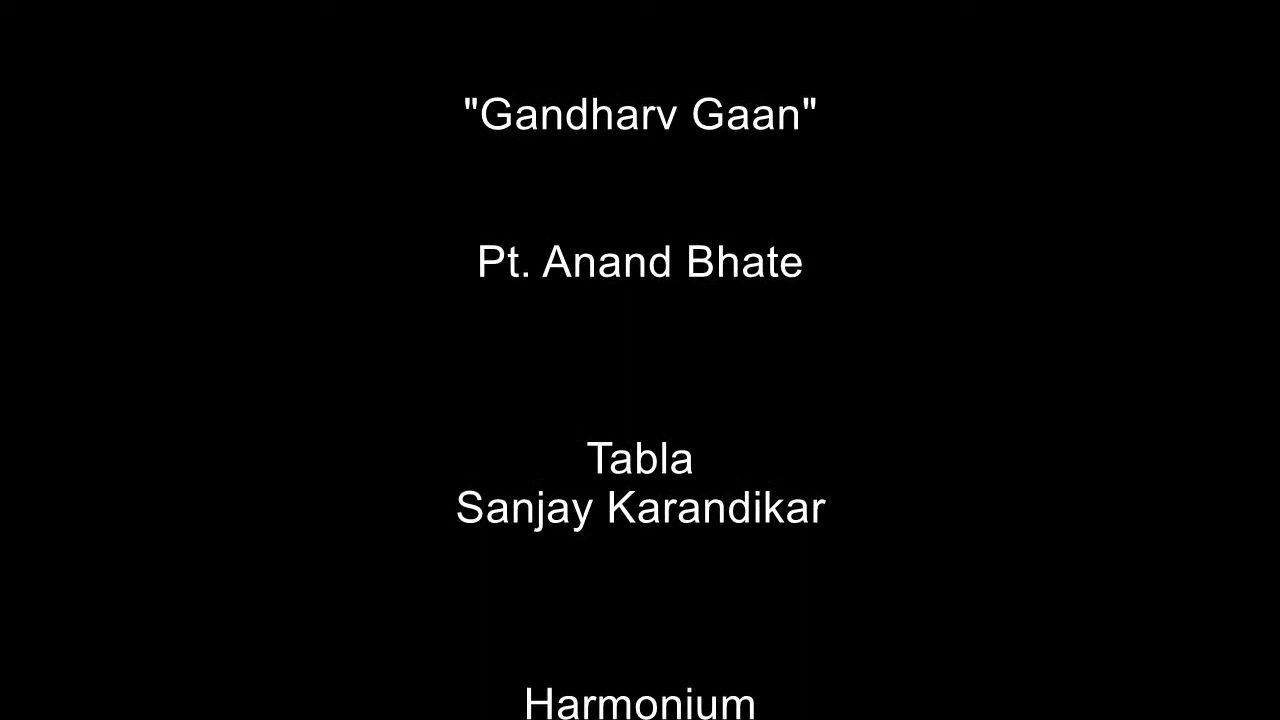 "Gandharv Gaan"
Pt. Anand Bhate
Tabla
Sanjay Karandikar
Harmonium